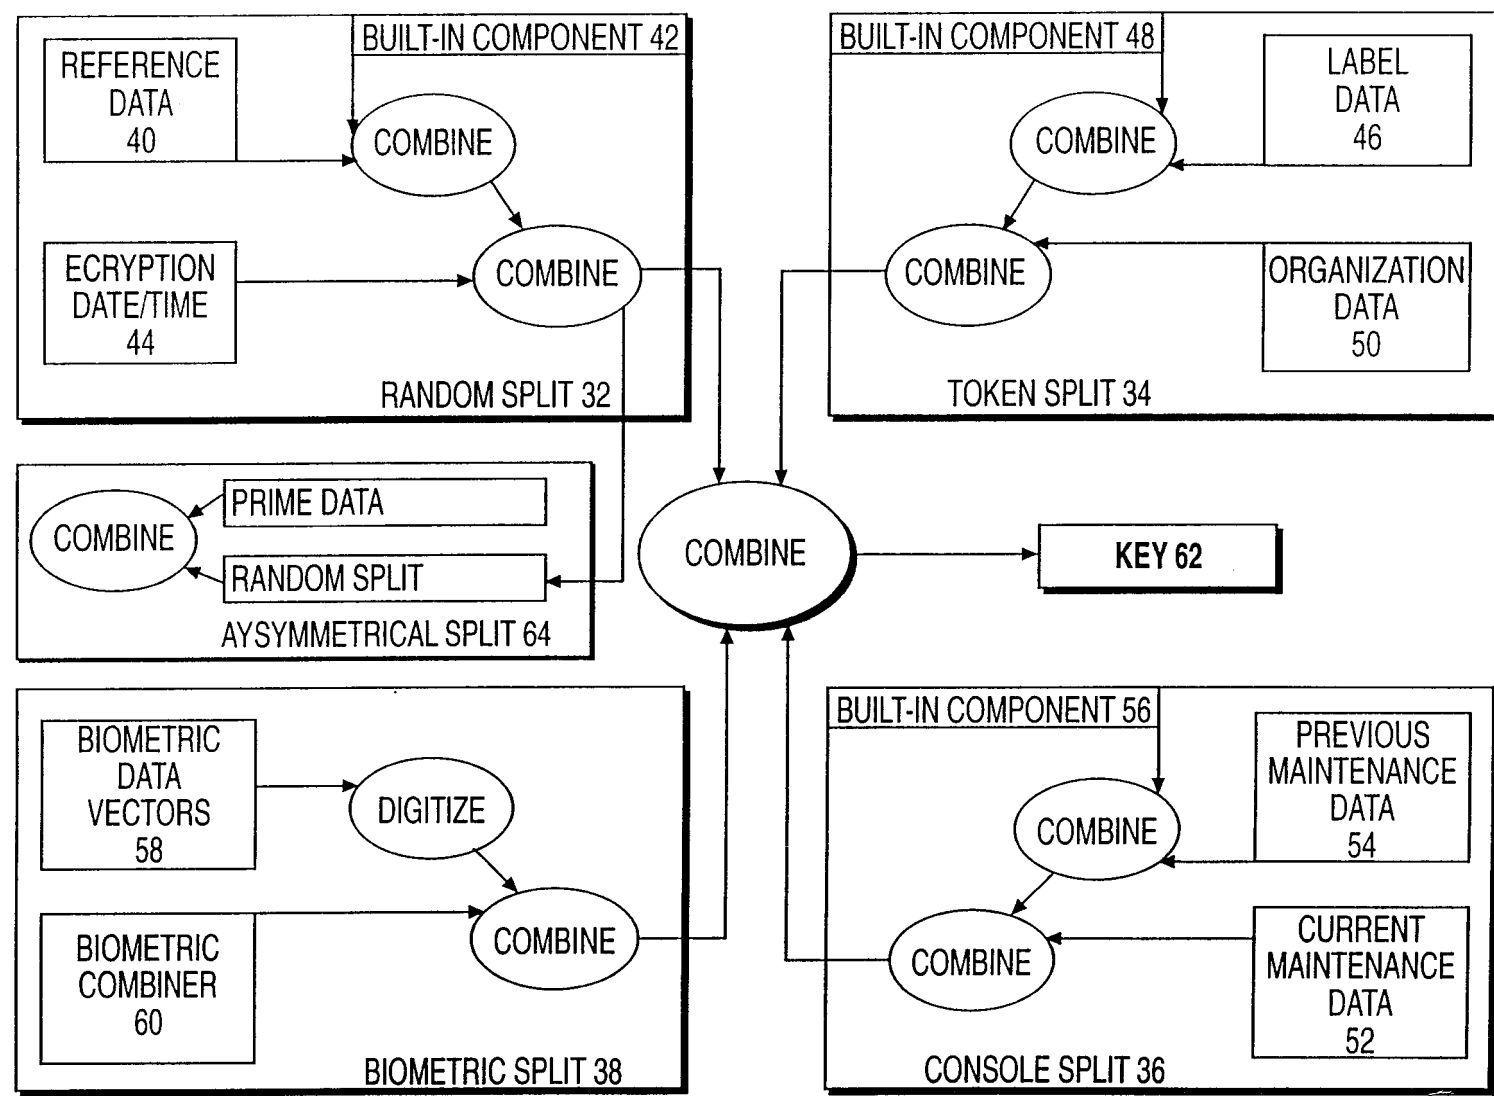 BUILT-IN COMPONENT 42
REFERENCE
DATA
40
COMBINE
ECRYPTION
DATE/TIME
44
COMBINE
RANDOM SPLIT 32
BUILT-IN COMPONENT 48
LABEL
DATA
46
COMBINE
COMBINE
ORGANIZATION
DATA
50
TOKEN SPLIT 34
COMBINE
PRIME DATA
RANDOM SPLIT
AYSYMMETRICAL SPLIT 64
COMBINE
KEY 62
BIOMETRIC
DATA
VECTORS
58
DIGITIZE
BIOMETRIC
COMBINER
60
COMBINE
BIOMETRIC SPLIT 38
BUILT-IN COMPONENT 56
PREVIOUS
MAINTENANCE
DATA
54
COMBINE
COMBINE
CURRENT
MAINTENANCE
DATA
52
CONSOLE SPLIT 36